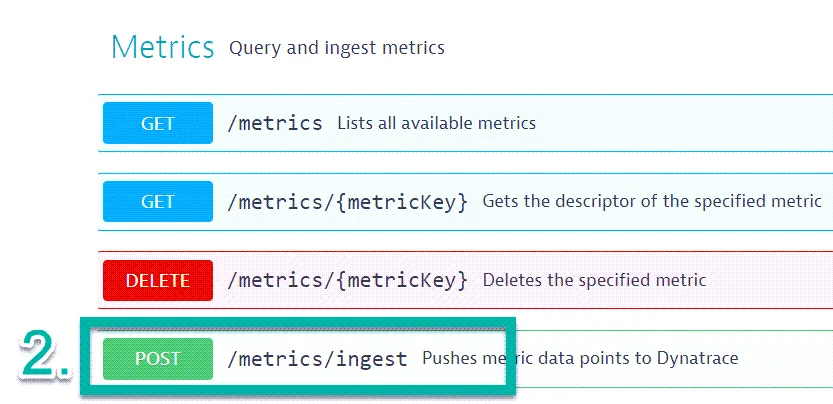 Metrics Query and ingest metrics
GET /metrics Lists all available metrics
GET /metrics/{metricKey} Gets the descriptor of the specified metric
DELETE /metrics/{metricKey} Deletes the specified metric
2. POST /metrics/ingest Pushes metric data points to Dynatrace